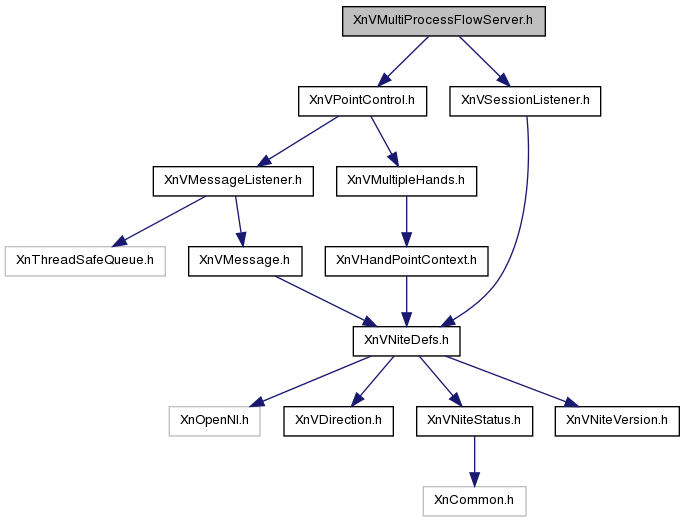 XnVMultiProcessFlowServer.h
XnVPointControl.h
XnVSessionListener.h
XnVMessageListener.h
XnVMultipleHands.h
XnThreadSafeQueue.h
XnVMessage.h
XnVHandPointContext.h
XnVNiteDefs.h
XnOpenNI.h
XnVDirection.h
XnVNiteStatus.h
XnVNiteVersion.h
XnCommon.h